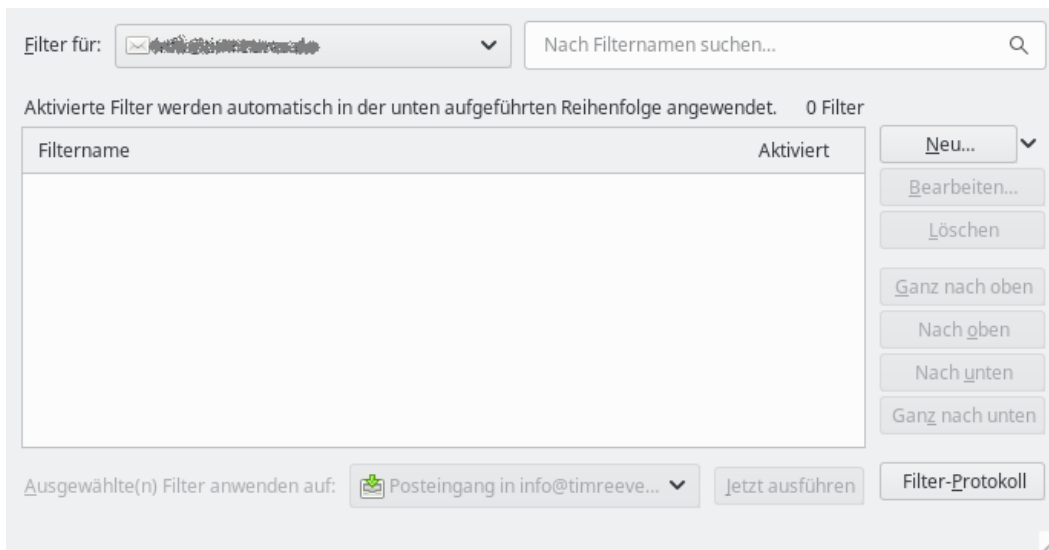 Filter für:
Nach Filternamen suchen...
Aktivierte Filter werden automatisch in der unten aufgeführten Reihenfolge angewendet. 0 Filter
Filtername Aktiviert
Neu...
Bearbeiten...
Löschen
Ganz nach oben
Nach oben
Nach unten
Ganz nach unten
Ausgewählte(n) Filter anwenden auf: Posteingang in info@timreeve... Jetzt ausführen Filter-Protokoll